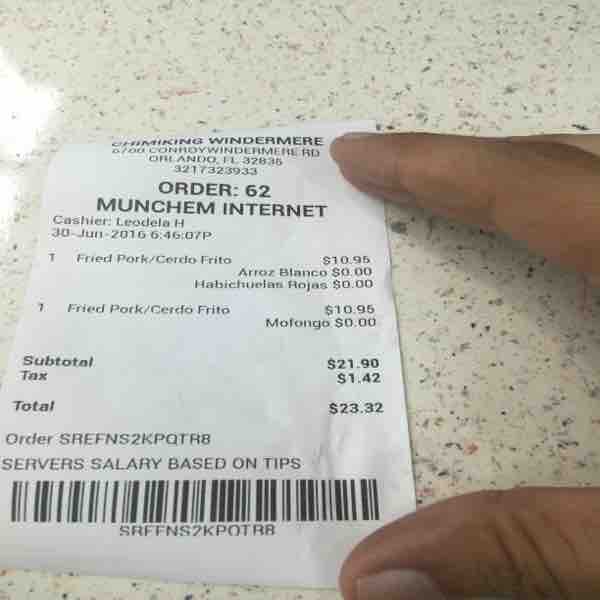 CHIMIKING WINDERMERE
6700 CONROYWINDERMERE RD
ORLANDO, FL 32835
3217323933
ORDER: 62
MUNCHEM INTERNET
Cashier: Leodela H
30-Jun-2016 6:46:07P
1 Fried Pork/Cerdo Frito $10.95
Arroz Blanco $0.00
Habichuelas Rojas $0.00
1 Fried Pork/Cerdo Frito $10.95
Mofongo $0.00
Subtotal $21.90
Tax $1.42
Total $23.32
Order SREFNS2KPQTR8
SERVERS SALARY BASED ON TIPS
SREFNS2KPQTR8